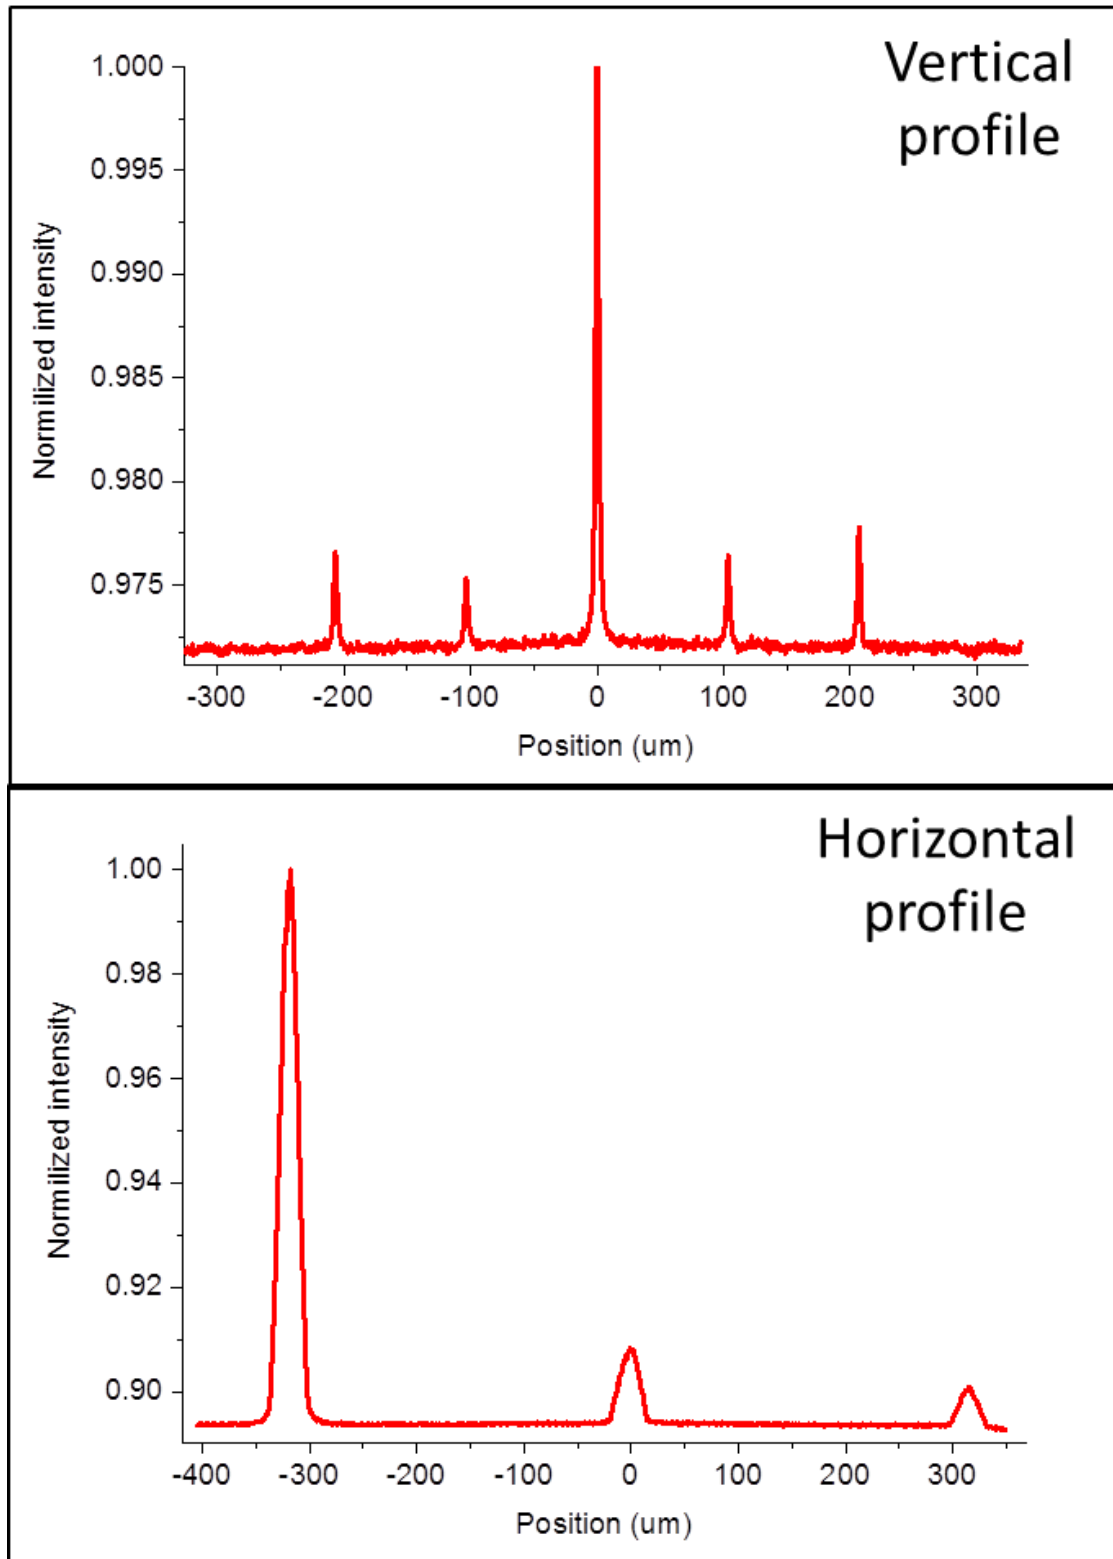 Vertical
profile
1.000
0.995
0.990
0.985
0.980
0.975
Normilized intensity
-300 -200 -100 0 100 200 300
Position (um)
Horizontal
profile
1.00
0.98
0.96
0.94
0.92
0.90
Normilized intensity
-400 -300 -200 -100 0 100 200 300
Position (um)